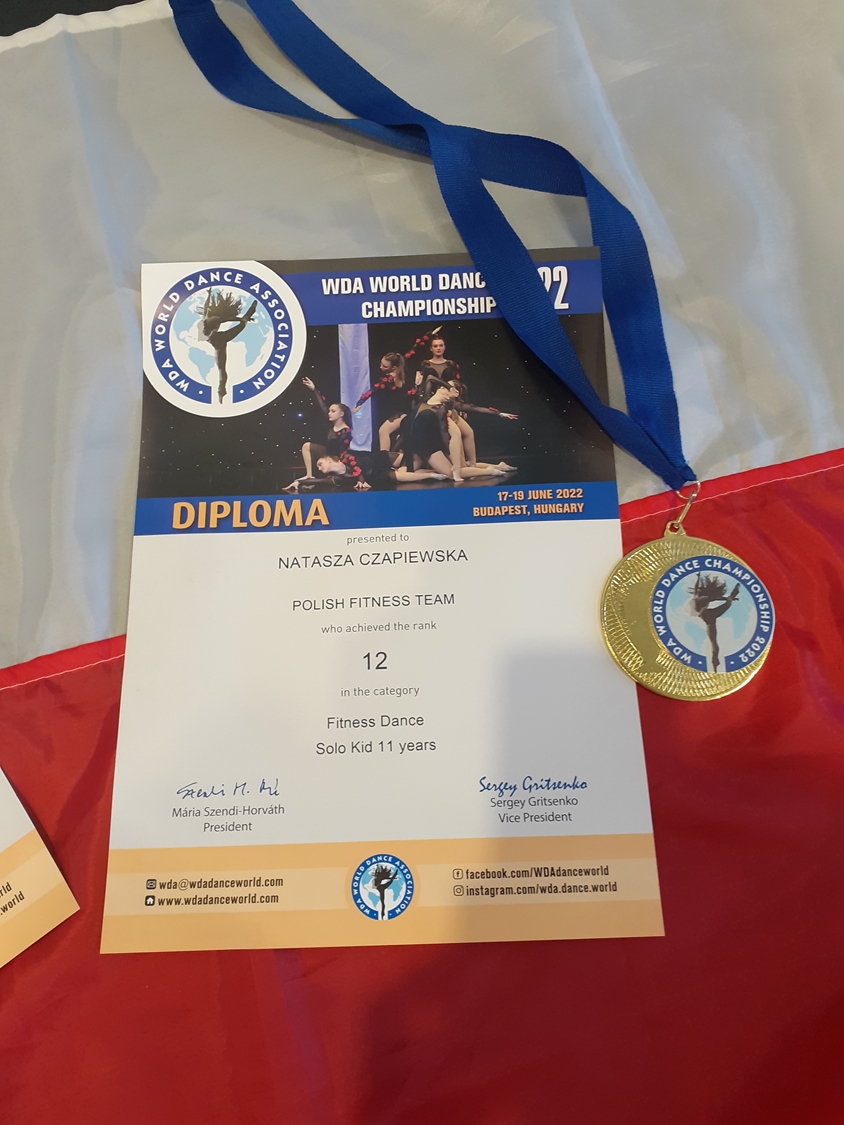 WDA WORLD DANCE ASSOCIATION
WDA WORLD
CHAMPIONSHIP 22
DIPLOMA
17-19 JUNE 2022
BUDAPEST, HUNGARY
presented to
NATASZA CZAPIEWSKA
POLISH FITNESS TEAM
who achieved the rank
12
in the category
Fitness Dance
Solo Kid 11 years
Mária Szendi-Horváth
President
Sergey Gritsenko
Sergey Gritsenko
Vice President
wda@wdadanceworld.com
www.wdadanceworld.com
WDA WORLD DANCE ASSOCIATION
facebook.com/WDAdanceworld
instagram.com/wda.dance.world
WDA WORLD DANCE CHAMPIONSHIP 2022
rld
.world